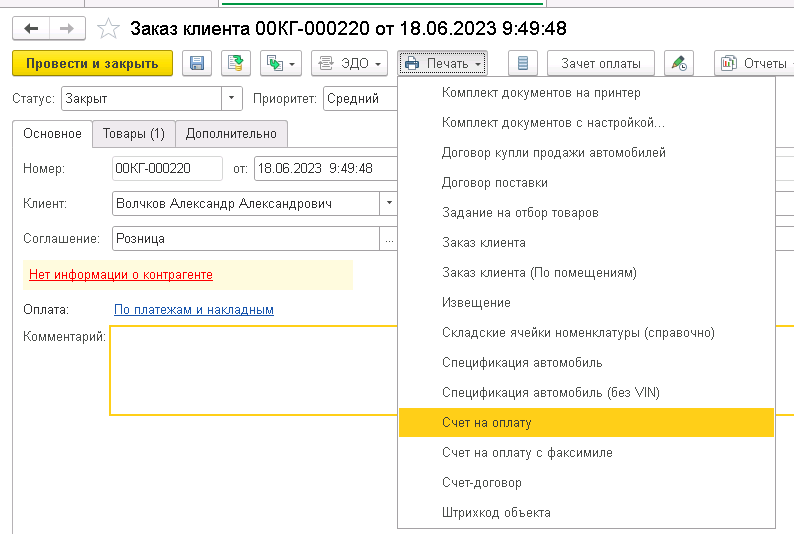 Заказ клиента 00КГ-000220 от 18.06.2023 9:49:48
Провести и закрыть ЭДО Печать Зачет оплаты Отчеты
Статус: Закрыт Приоритет: Средний
Основное Товары (1) Дополнительно
Номер: 00КГ-000220 от: 18.06.2023 9:49:48
Клиент: Волчков Александр Александрович
Соглашение: Розница ...
Нет информации о контрагенте
Оплата: По платежам и накладным
Комментарий:
Комплект документов на принтер
Комплект документов с настройкой...
Договор купли продажи автомобилей
Договор поставки
Задание на отбор товаров
Заказ клиента
Заказ клиента (По помещениям)
Извещение
Складские ячейки номенклатуры (справочно)
Спецификация автомобиль
Спецификация автомобиль (без VIN)
Счет на оплату
Счет на оплату с факсимиле
Счет-договор
Штрихкод объекта